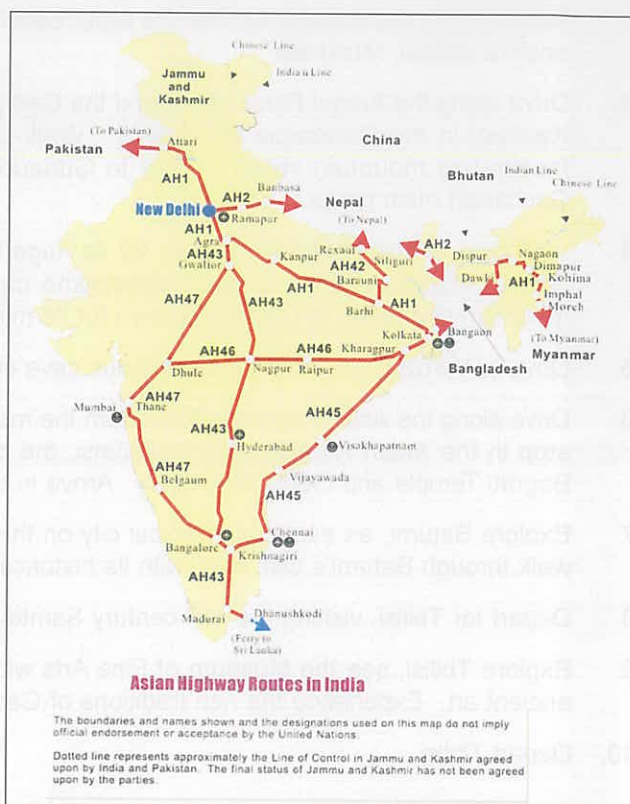 Chinese Line
Indian Line
Jammu
and
Kashmir
China
(To Pakistan)
Pakistan
Attari
AH1
AH2
Banbasa
New Delhi
Ramapar
Nepal
(To Nepal)
Bhutan
Indian Line
Chinese Line
AH1
Agra
AH43
Gwalior
Kanpur
Rexaul
AH42
Siliguri
Barauni
AH2
Dispur
Nagaon
Dimapur
Kohima
Dawki
AH1
Imphal
Moreh
(To Myanmar)
Myanmar
AH47
AH43
AH1
Barhi
AH1
Kolkata
Bangaon
Bangladesh
Kharagpur
AH46
AH46
Dhule
Nagpur
Raipur
Mumbai
Thane
AH47
AH43
AH45
Hyderabad
Visakhapatnam
AH47
Belgaum
Vijayawada
AH45
Bangalore
Chennai
Krishnagiri
AH43
Madurai
Dhanushkodi
(Ferry to
Sri Lanka)
Asian Highway Routes in India
The boundaries and names shown and the designations used on this map do not imply
official endorsement or acceptance by the United Nations.
Dotted line represents approximately the Line of Control in Jammu and Kashmir agreed
upon by India and Pakistan. The final status of Jammu and Kashmir has not been agreed
upon by the parties.